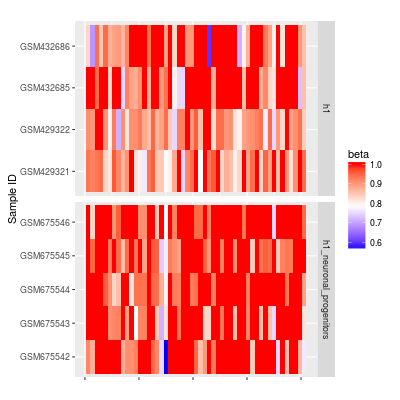 GSM432686
GSM432685
GSM429322
GSM429321
h1
GSM675546
GSM675545
GSM675544
GSM675543
GSM675542
h1_neuronal_progenitors
Sample ID
beta
1.0
0.9
0.8
0.7
0.6